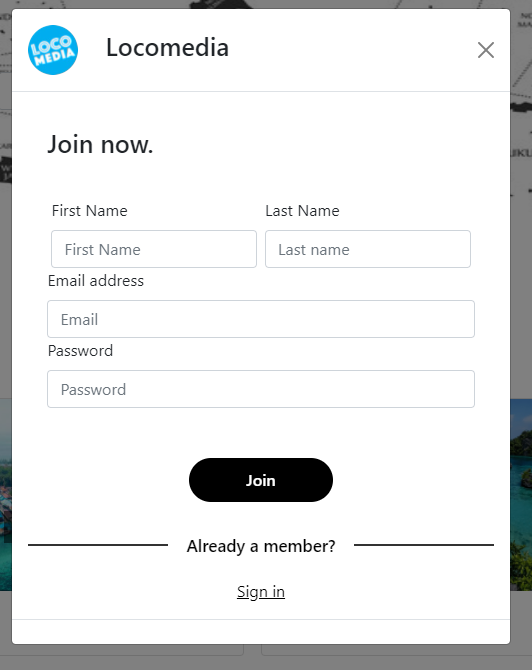 LOCO
MEDIA
Locomedia
Join now.
First Name Last Name
First Name Last name
Email address
Email
Password
Password
Join
Already a member?
Sign in